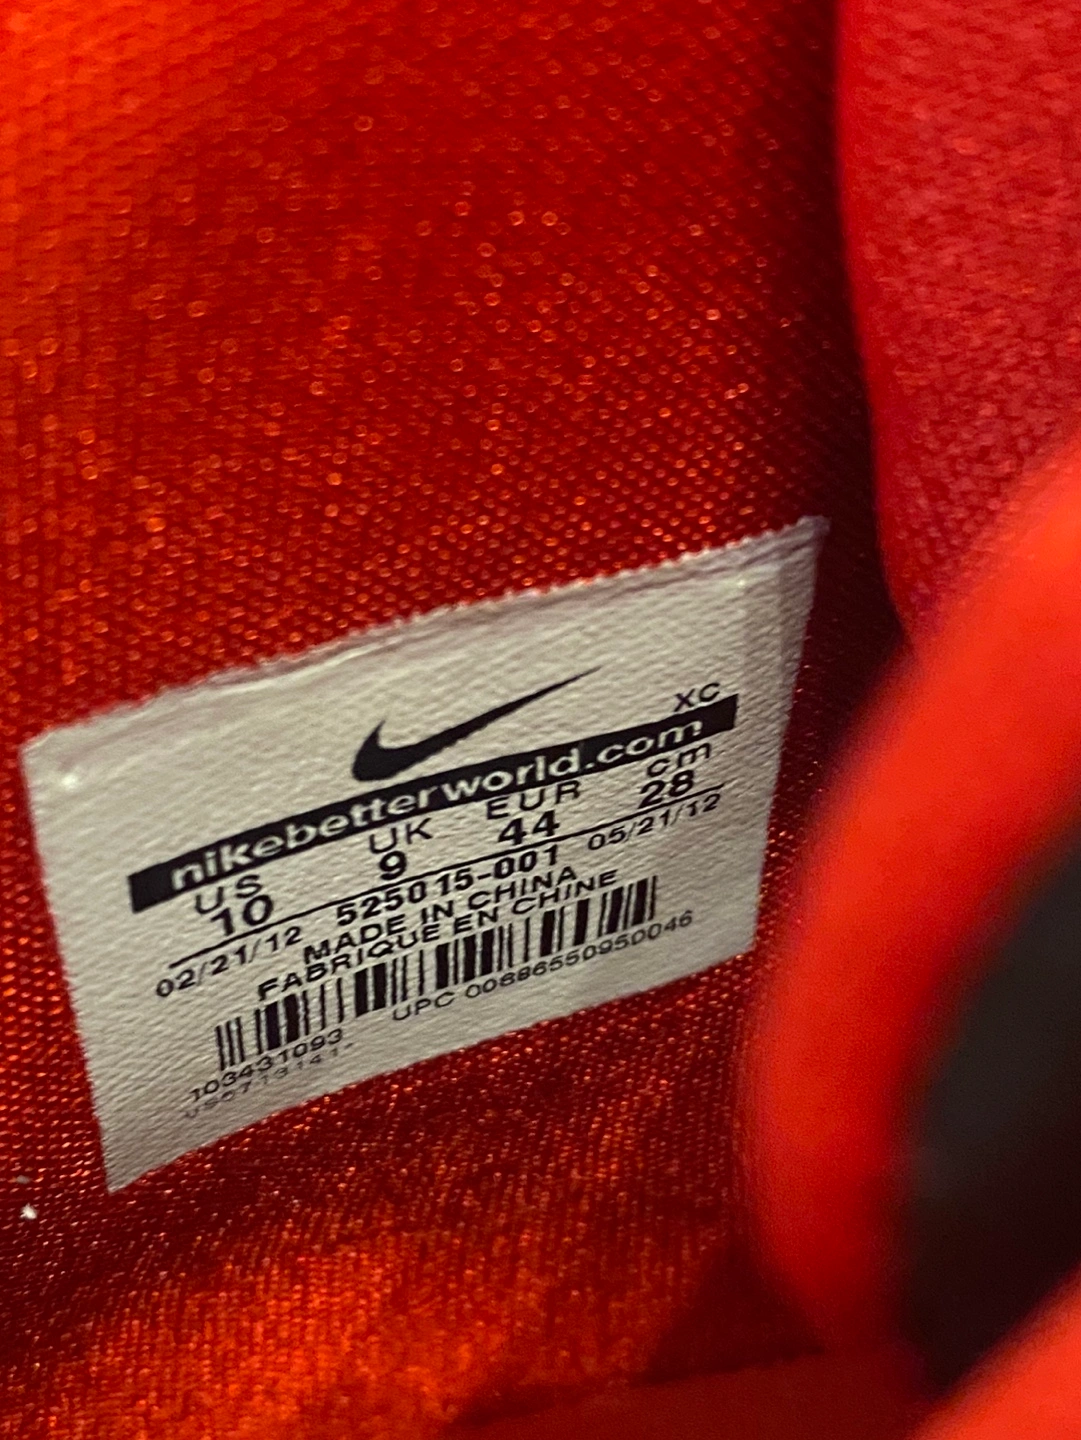 XC
nikebetterworld.com
US UK EUR cm
10 9 44 28
02/21/12 525015-001 05/21/12
MADE IN CHINA
FABRIQUÉ EN CHINE
UPC 00886550950046
103431093